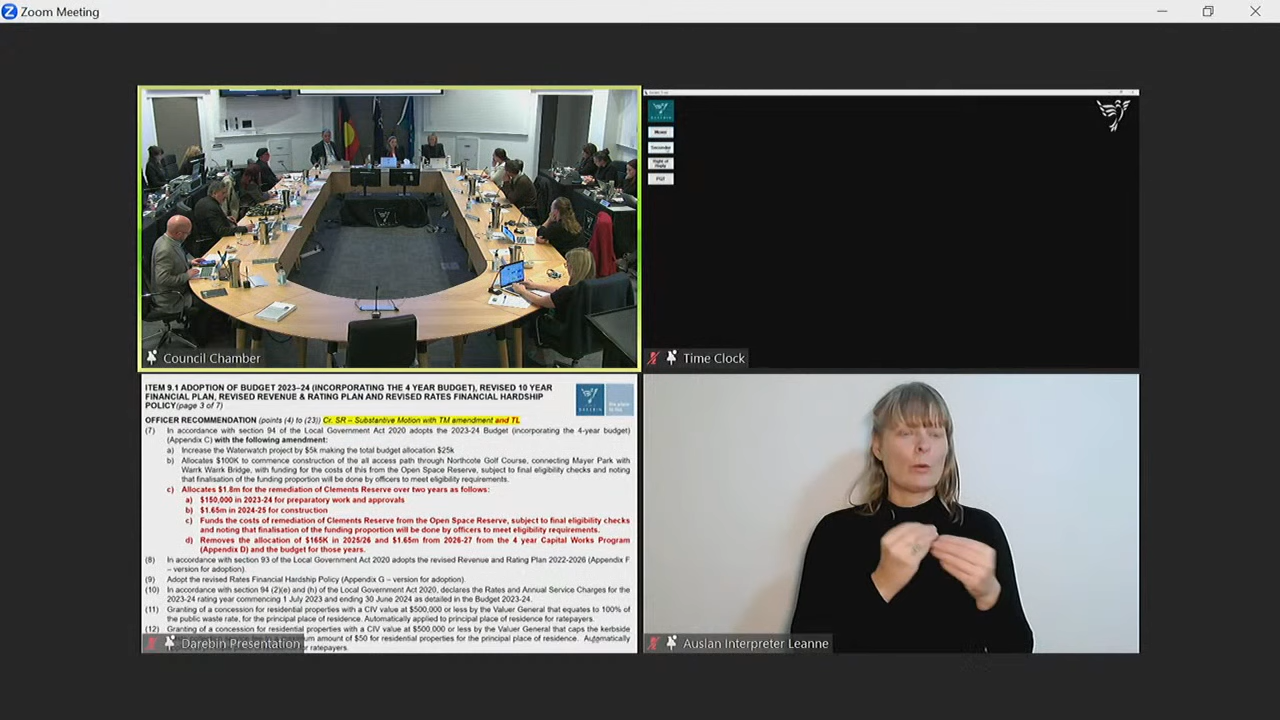 Zoom Meeting
Council Chamber
Time Clock
ITEM 9.1 ADOPTION OF BUDGET 2023–24 (INCORPORATING THE 4 YEAR BUDGET), REVISED 10 YEAR
FINANCIAL PLAN, REVISED REVENUE & RATING PLAN AND REVISED RATES FINANCIAL HARDSHIP
POLICY(page 3 of 7)
OFFICER RECOMMENDATION (points (4) to (23)) Cr. SR – Substantive Motion with TM amendment and TL
(7) In accordance with section 94 of the Local Government Act 2020 adopts the 2023-24 Budget (incorporating the 4-year budget)
(Appendix C) with the following amendment:
a) Increase the Waterwatch project by $5k making the total budget allocation $25k
b) Allocates $100K to commence construction of the all access path through Northcote Golf Course, connecting Mayer Park with
Warrk Warrk Bridge, with funding for the costs of this from the Open Space Reserve, subject to final eligibility checks and noting
that finalisation of the funding proportion will be done by officers to meet eligibility requirements.
c) Allocates $1.8m for the remediation of Clements Reserve over two years as follows:
a) $150,000 in 2023-24 for preparatory work and approvals
b) $1.65m in 2024-25 for construction
c) Funds the costs of remediation of Clements Reserve from the Open Space Reserve, subject to final eligibility checks
and noting that finalisation of the funding proportion will be done by officers to meet eligibility requirements.
d) Removes the allocation of $165K in 2025/26 and $1.65m from 2026-27 from the 4 year Capital Works Program
(Appendix D) and the budget for those years.
(8) In accordance with section 93 of the Local Government Act 2020 adopts the revised Revenue and Rating Plan 2022-2026 (Appendix F
– version for adoption).
(9) Adopt the revised Rates Financial Hardship Policy (Appendix G – version for adoption).
(10) In accordance with section 94 (2)(e) and (h) of the Local Government Act 2020, declares the Rates and Annual Service Charges for the
2023-24 rating year commencing 1 July 2023 and ending 30 June 2024 as detailed in the Budget 2023-24.
(11) Granting of a concession for residential properties with a CIV value at $500,000 or less by the Valuer General that equates to 100% of
the public waste rate, for the principal place of residence. Automatically applied to principal place of residence for ratepayers.
(12) Granting of a concession for residential properties with a CIV value at $500,000 or less by the Valuer General that caps the kerbside
amount of $50 for residential properties for the principal place of residence. Automatically
ratepayers.
Darebin Presentation
Auslan Interpreter Leanne